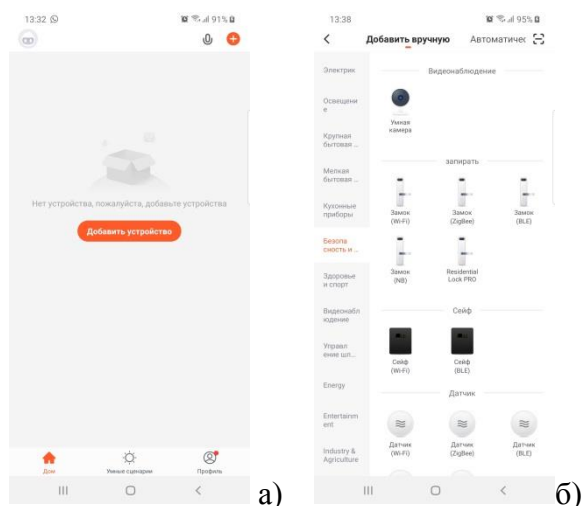 13:32 91%
Нет устройства, пожалуйста, добавьте устройства
Добавить устройство
Дом Умные сценарии Профиль
а)
13:38 95%
Добавить вручную Автоматичес
Электрик
Освещени
е
Крупная
бытовая ...
Мелкая
бытовая ...
Кухонные
приборы
Безопа
сность и ...
Здоровье
и спорт
Видеонабл
юдение
Управл
ение шл...
Energy
Entertainm
ent
Industry &
Agriculture
Видеонаблюдение
Умная
камера
запирать
Замок
(Wi-Fi)
Замок
(ZigBee)
Замок
(BLE)
Замок
(NB)
Residential
Lock PRO
Сейф
Сейф
(Wi-Fi)
Сейф
(BLE)
Датчик
Датчик
(Wi-Fi)
Датчик
(ZigBee)
Датчик
(BLE)
б)